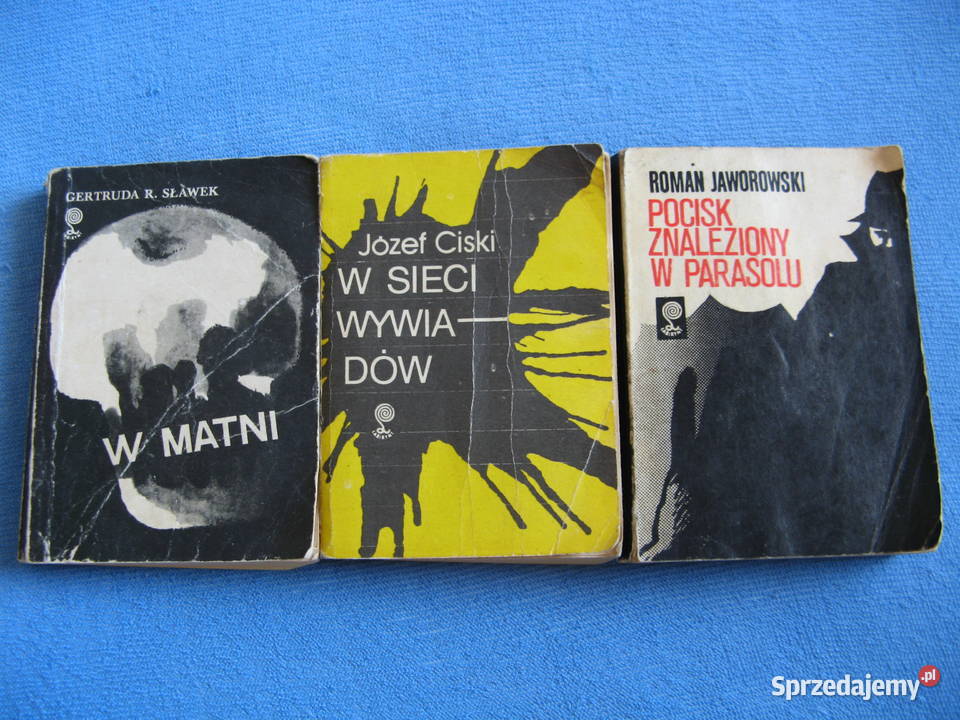 GERTRUDA R. SŁAWEK
W MATNI
Józef Ciski
W SIECI
WYWIA—
DÓW
ROMAN JAWOROWSKI
POCISK
ZNALEZIONY
W PARASOLU
Sprzedajemy.pl